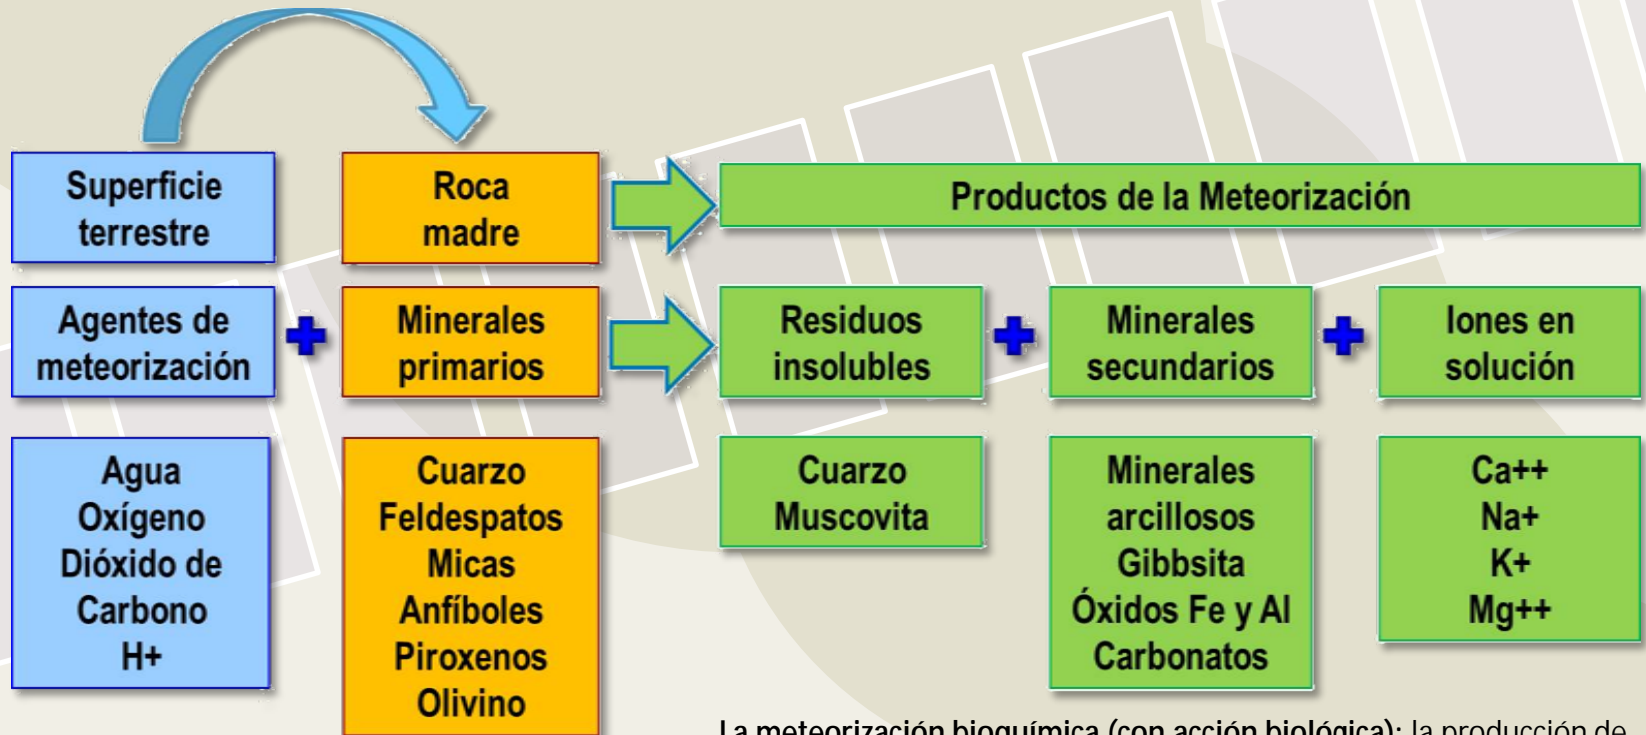 Superficie
terrestre
Roca
madre
Productos de la Meteorización
Agentes de
meteorización
Minerales
primarios
Residuos
insolubles
Minerales
secundarios
Iones en
solución
Agua
Oxígeno
Dióxido de
Carbono
H+
Cuarzo
Feldespatos
Micas
Anfíboles
Piroxenos
Olivino
Cuarzo
Muscovita
Minerales
arcillosos
Gibbsita
Óxidos Fe y Al
Carbonatos
Ca++
Na+
K+
Mg++
La meteorización bioquímica (con acción biológica): la producción de